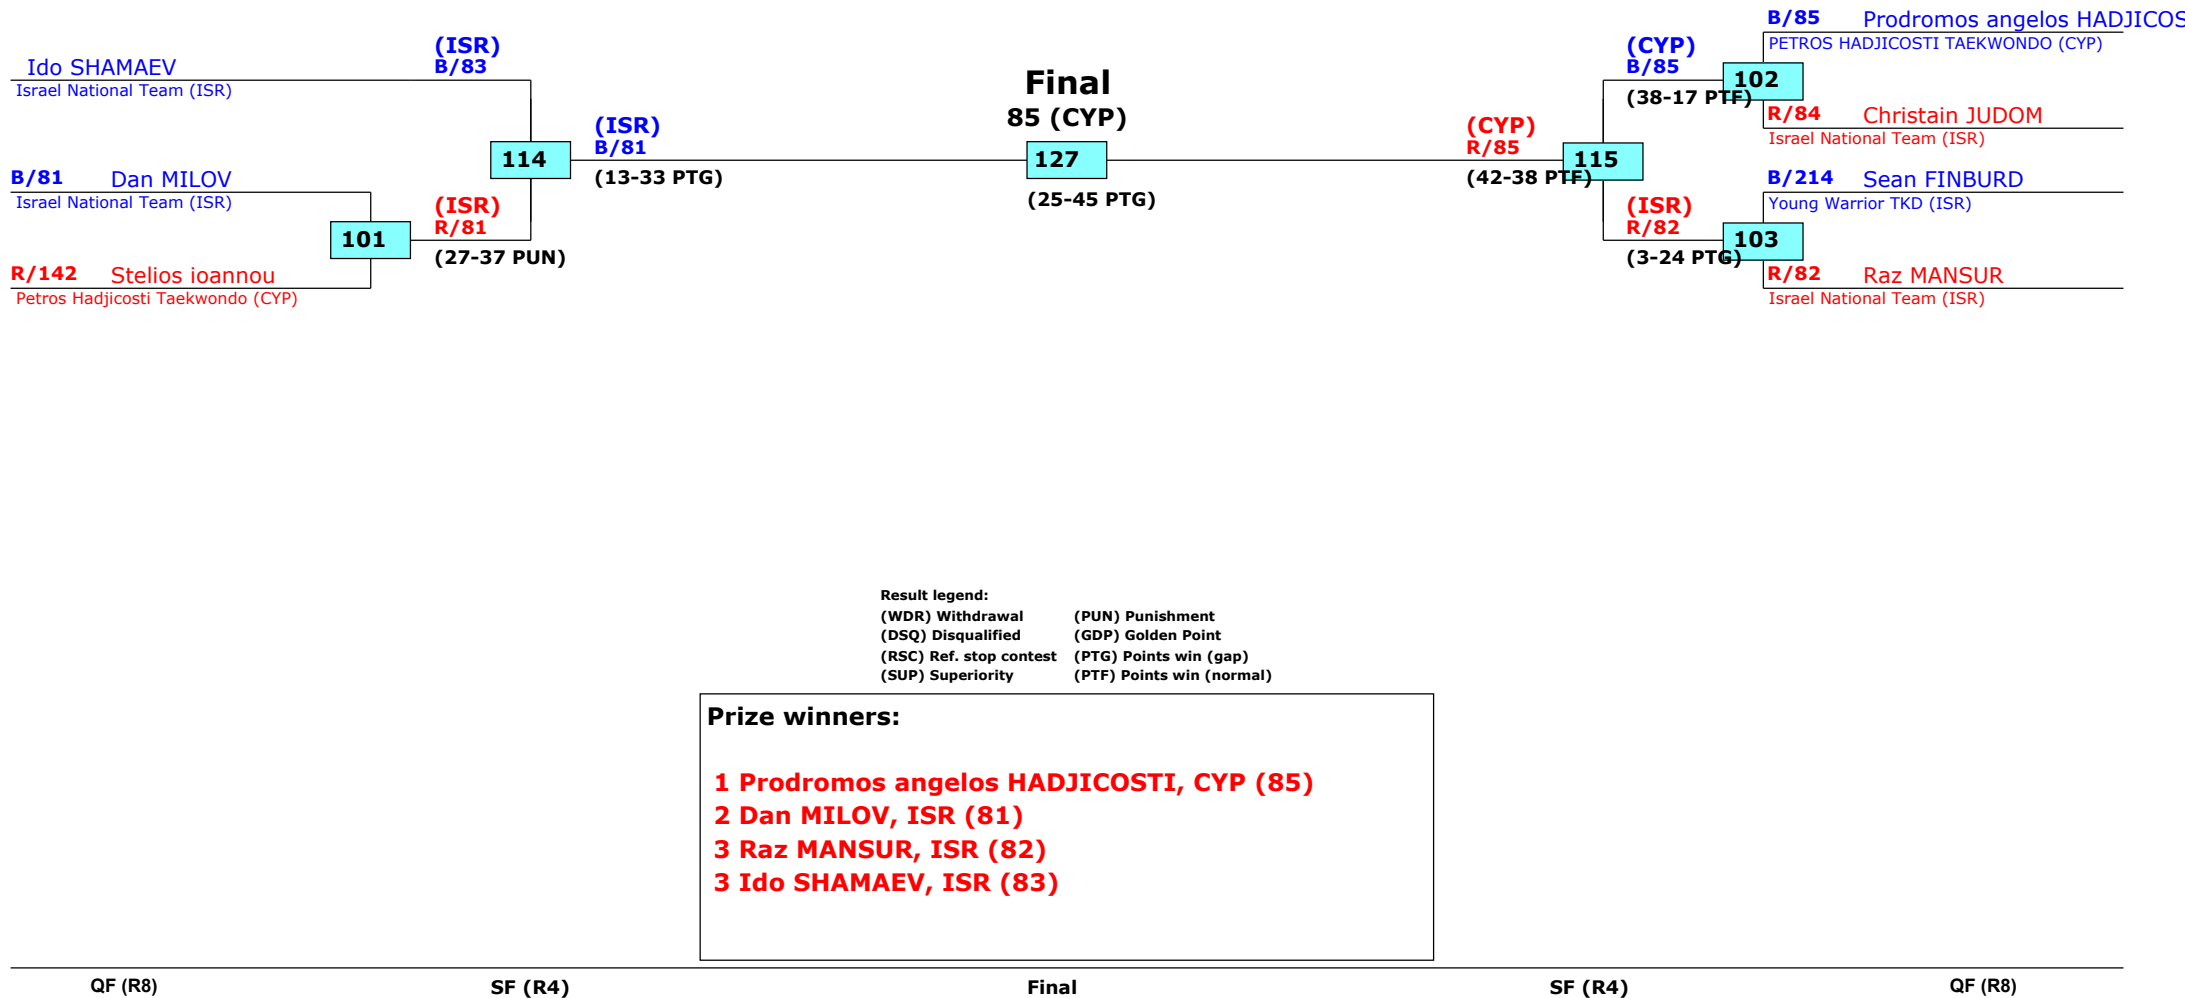 Ido SHAMAEV
Israel National Team (ISR)
B/81 Dan MILOV
Israel National Team (ISR)
R/142 Stelios ioannou
Petros Hadjicosti Taekwondo (CYP)
101
(ISR)
B/83
(ISR)
R/81
(27-37 PUN)
114
(ISR)
B/81
(13-33 PTG)
Final
85 (CYP)
127
(25-45 PTG)
(CYP)
R/85
(42-38 PTF)
115
(CYP)
B/85
(38-17 PTF)
(ISR)
R/82
(3-24 PTG)
102
103
B/85 Prodromos angelos HADJICOS
PETROS HADJICOSTI TAEKWONDO (CYP)
R/84 Christain JUDOM
Israel National Team (ISR)
B/214 Sean FINBURD
Young Warrior TKD (ISR)
R/82 Raz MANSUR
Israel National Team (ISR)
Result legend:
(WDR) Withdrawal (PUN) Punishment
(DSQ) Disqualified (GDP) Golden Point
(RSC) Ref. stop contest (PTG) Points win (gap)
(SUP) Superiority (PTF) Points win (normal)
Prize winners:
1 Prodromos angelos HADJICOSTI, CYP (85)
2 Dan MILOV, ISR (81)
3 Raz MANSUR, ISR (82)
3 Ido SHAMAEV, ISR (83)
QF (R8) SF (R4) Final SF (R4) QF (R8)